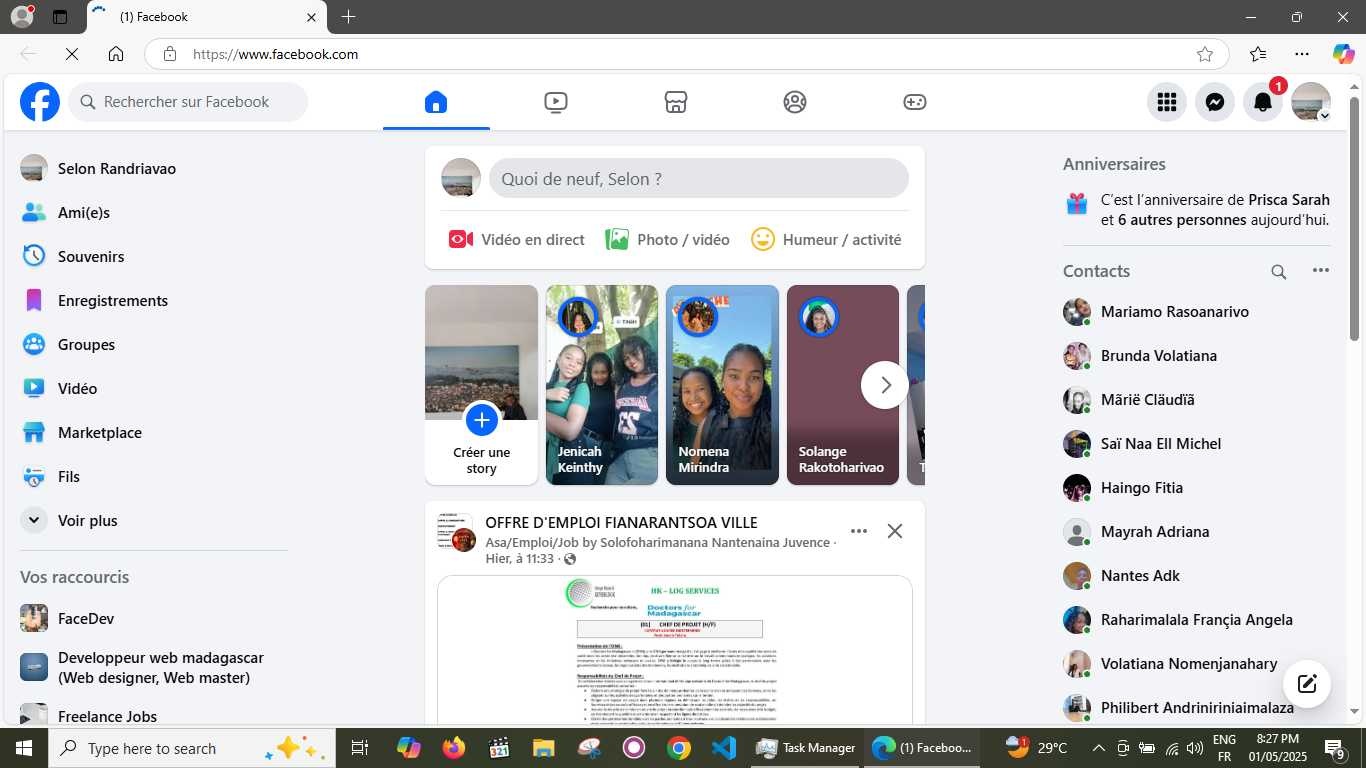 (1) Facebook
https://www.facebook.com
Rechercher sur Facebook
1
Selon Randriavao
Ami(e)s
Souvenirs
Enregistrements
Groupes
Vidéo
Marketplace
Fils
Voir plus
Vos raccourcis
FaceDev
Developpeur web madagascar
(Web designer, Web master)
Freelance Jobs
Quoi de neuf, Selon ?
Vidéo en direct
Photo / vidéo
Humeur / activité
Créer une
story
Jenicah
Keinthy
Nomena
Mirindra
Solange
Rakotoharivao
OFFRE D'EMPLOI FIANARANTSOA VILLE
Asa/Emploi/Job by Solofoharimanana Nantenaina Juvence ·
Hier, à 11:33 ·
HK – LOG SERVICES
Doctors for
Madagascar
(01) CHEF DE PROJET (H/F)
Anniversaires
C'est l'anniversaire de Prisca Sarah
et 6 autres personnes aujourd'hui.
Contacts
Mariamo Rasoanarivo
Brunda Volatiana
Mãrië Clãudïã
Saï Naa Ell Michel
Haingo Fitia
Mayrah Adriana
Nantes Adk
Raharimalala Françia Angela
Volatiana Nomenjanahary
Philibert Andriniriniaimalaza
Type here to search
Task Manager
(1) Faceboo...
1
29°C
ENG
FR
8:27 PM
01/05/2025
9